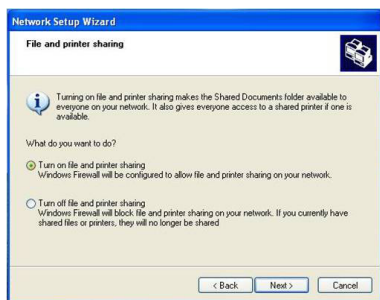 Network Setup Wizard
File and printer sharing
Turning on file and printer sharing makes the Shared Documents folder available to
everyone on your network. It also gives everyone access to a shared printer if one is
available.
What do you want to do?
Turn on file and printer sharing
Windows Firewall will be configured to allow file and printer sharing on your network.
Turn off file and printer sharing
Windows Firewall will block file and printer sharing on your network. If you currently have
shared files or printers, they will no longer be shared
< Back
Next >
Cancel